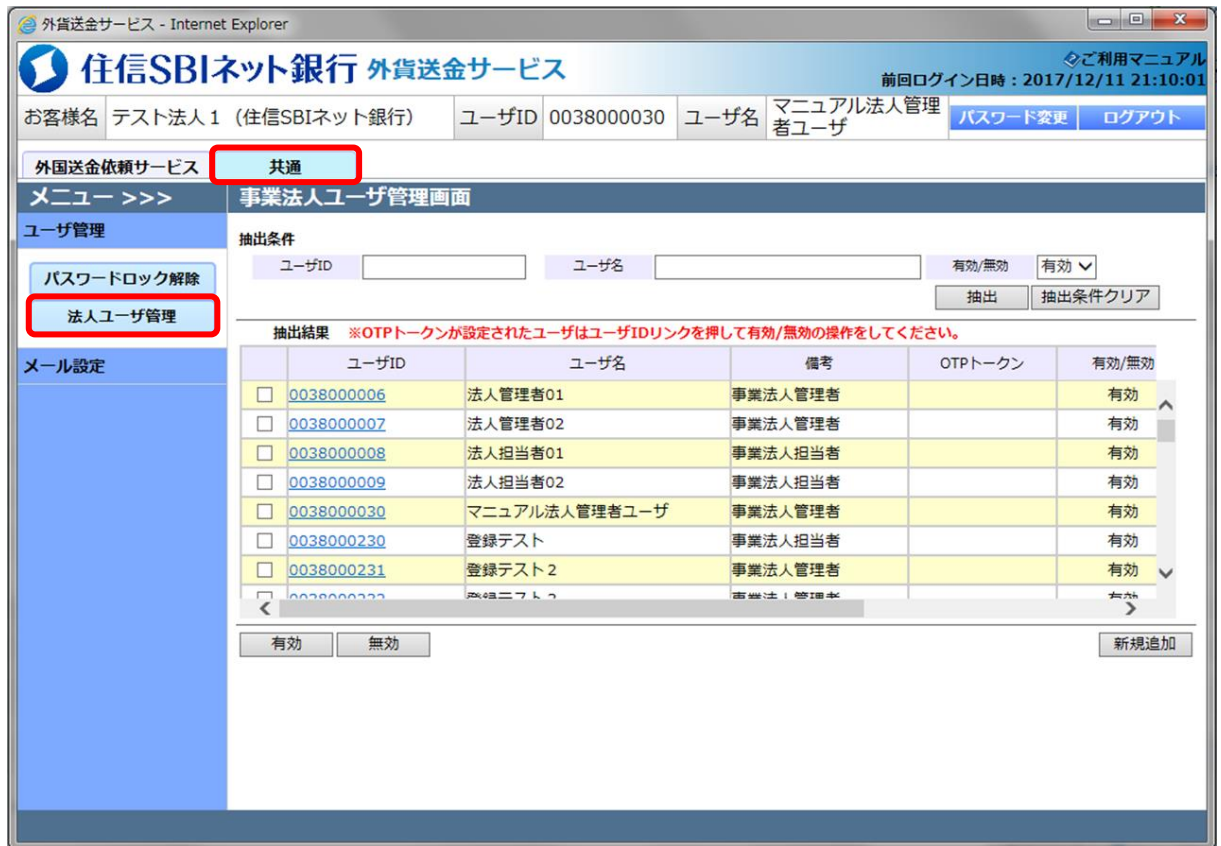 外貨送金サービス - Internet Explorer
住信SBIネット銀行 外貨送金サービス
ご利用マニュアル
前回ログイン日時：2017/12/11 21:10:01
お客様名 テスト法人１（住信SBIネット銀行） ユーザID 0038000030 ユーザ名 マニュアル法人管理者ユーザ パスワード変更 ログアウト
外国送金依頼サービス 共通
メニュー >>> 事業法人ユーザ管理画面
ユーザ管理
パスワードロック解除
法人ユーザ管理
メール設定
抽出条件
ユーザID ユーザ名 有効/無効 有効
抽出 抽出条件クリア
抽出結果 ※OTPトークンが設定されたユーザはユーザIDリンクを押して有効/無効の操作をしてください。
ユーザID ユーザ名 備考 OTPトークン 有効/無効
0038000006 法人管理者01 事業法人管理者 有効
0038000007 法人管理者02 事業法人管理者 有効
0038000008 法人担当者01 事業法人担当者 有効
0038000009 法人担当者02 事業法人担当者 有効
0038000030 マニュアル法人管理者ユーザ 事業法人管理者 有効
0038000230 登録テスト 事業法人担当者 有効
0038000231 登録テスト２ 事業法人管理者 有効
有効 無効 新規追加